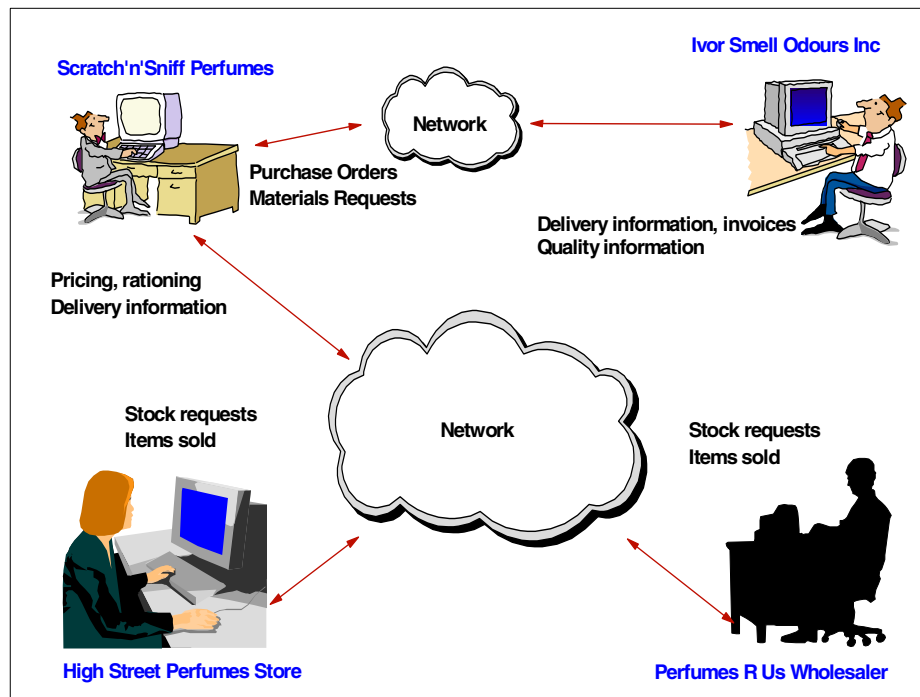 Ivor Smell Odours Inc
Scratch'n'Sniff Perfumes
Network
Purchase Orders
Materials Requests
Delivery information, invoices
Quality information
Pricing, rationing
Delivery information
Stock requests
Items sold
Network
Stock requests
Items sold
High Street Perfumes Store
Perfumes R Us Wholesaler